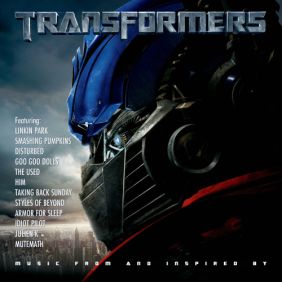 TRANSFORMERS
Featuring:
LINKIN PARK
SMASHING PUMPKINS
DISTURBED
GOO GOO DOLLS
THE USED
HIM
TAKING BACK SUNDAY
STYLES OF BEYOND
ARMOR FOR SLEEP
IDIOT PILOT
JULIEN-K
MUTEMATH
MUSIC FROM AND INSPIRED BY